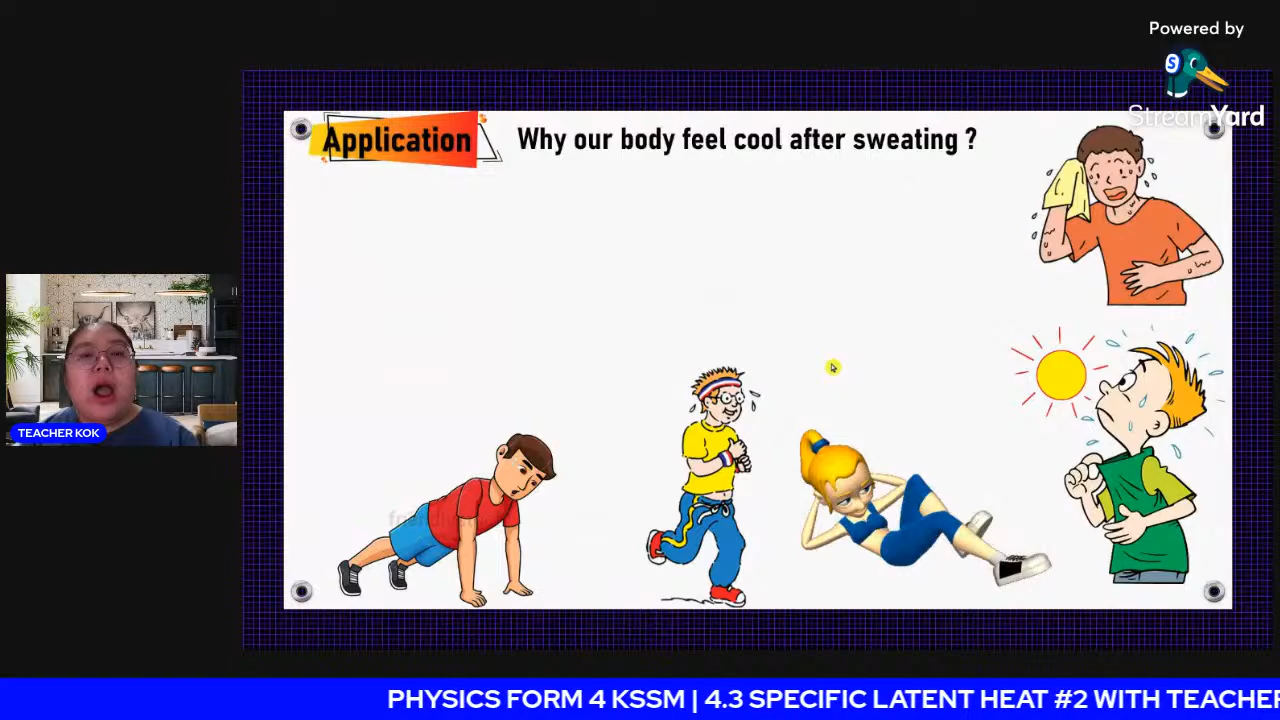 Powered by
S
StreamYard
Application
Why our body feel cool after sweating ?
TEACHER KOK
PHYSICS FORM 4 KSSM | 4.3 SPECIFIC LATENT HEAT #2 WITH TEACHER